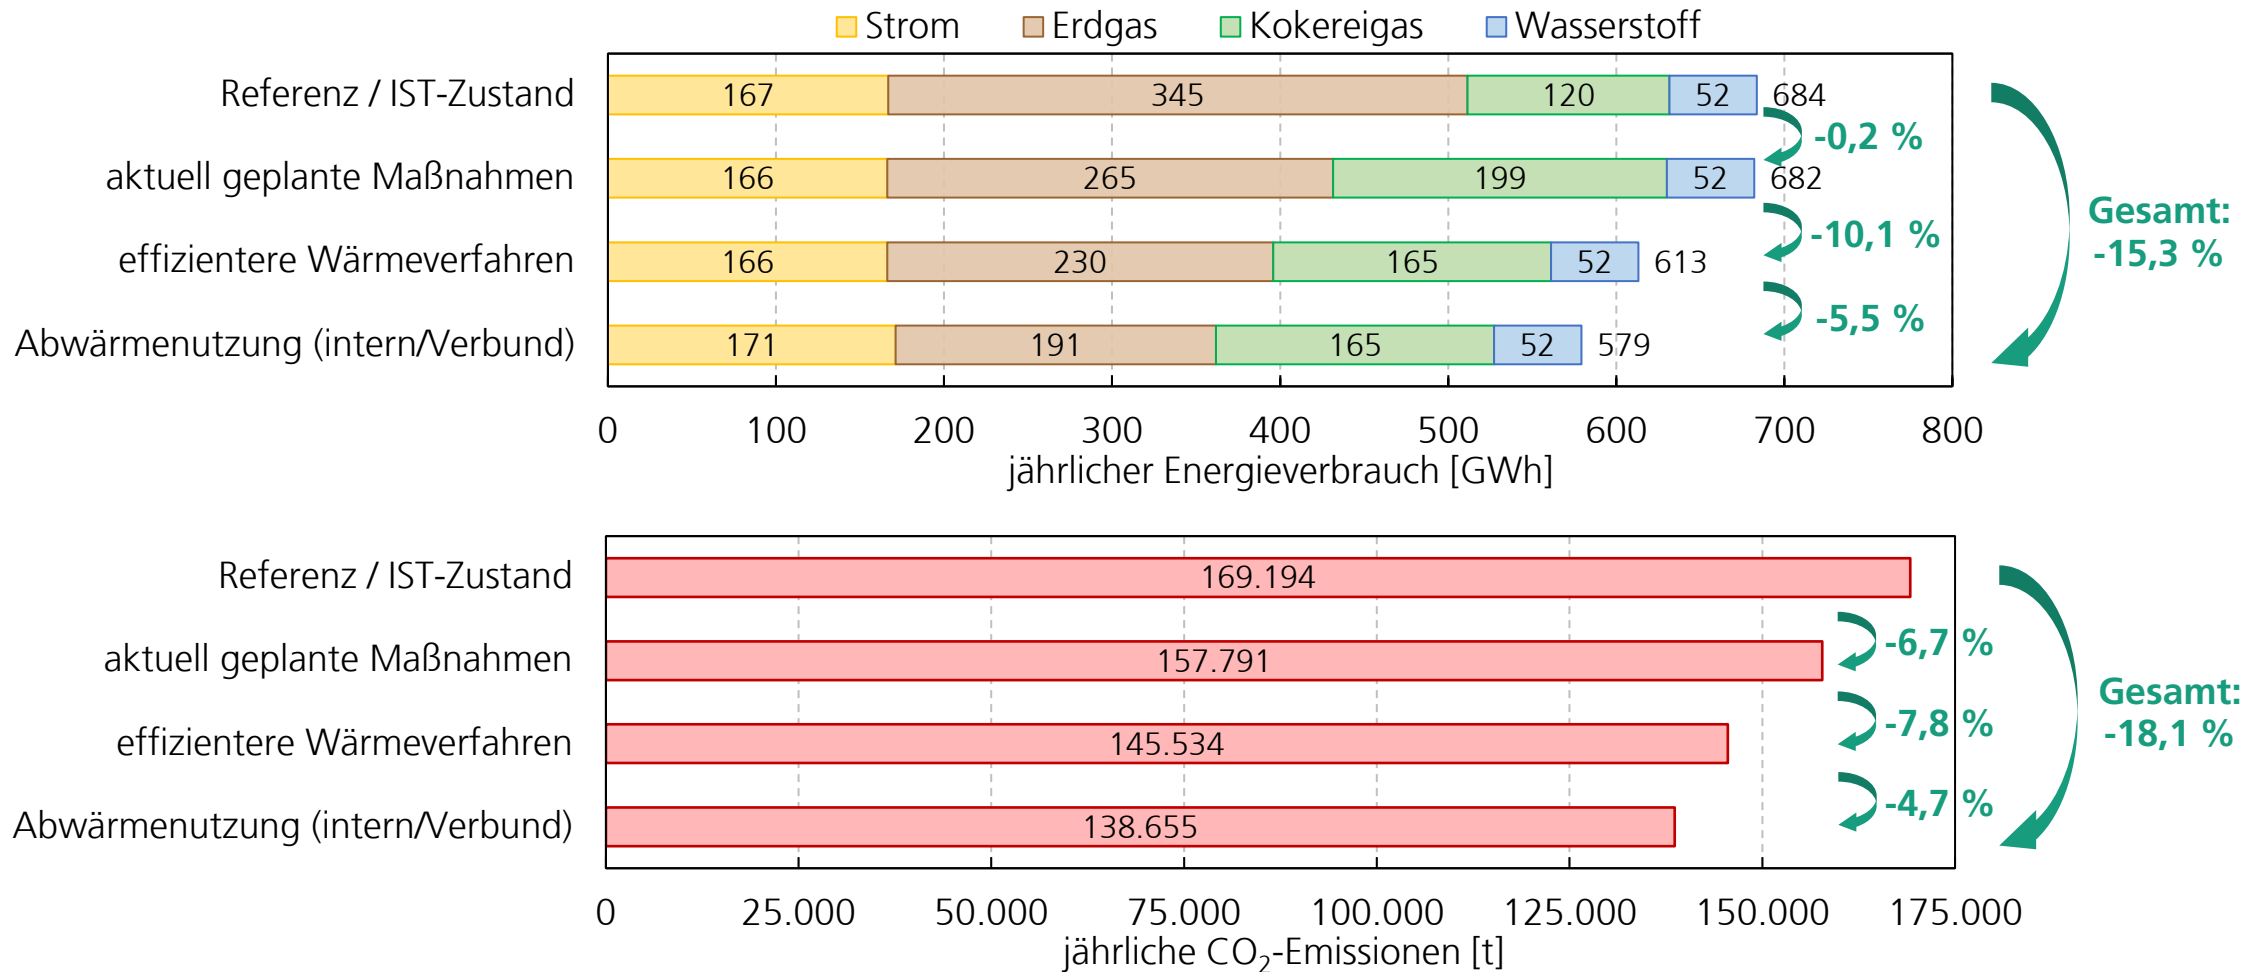 Strom Erdgas Kokereigas Wasserstoff
Referenz / IST-Zustand 167 345 120 52 684
-0,2 %
aktuell geplante Maßnahmen 166 265 199 52 682
Gesamt:
-15,3 %
-10,1 %
effizientere Wärmeverfahren 166 230 165 52 613
-5,5 %
Abwärmenutzung (intern/Verbund) 171 191 165 52 579
0 100 200 300 400 500 600 700 800
jährlicher Energieverbrauch [GWh]
Referenz / IST-Zustand 169.194
-6,7 %
aktuell geplante Maßnahmen 157.791
Gesamt:
-18,1 %
-7,8 %
effizientere Wärmeverfahren 145.534
-4,7 %
Abwärmenutzung (intern/Verbund) 138.655
0 25.000 50.000 75.000 100.000 125.000 150.000 175.000
jährliche CO₂-Emissionen [t]